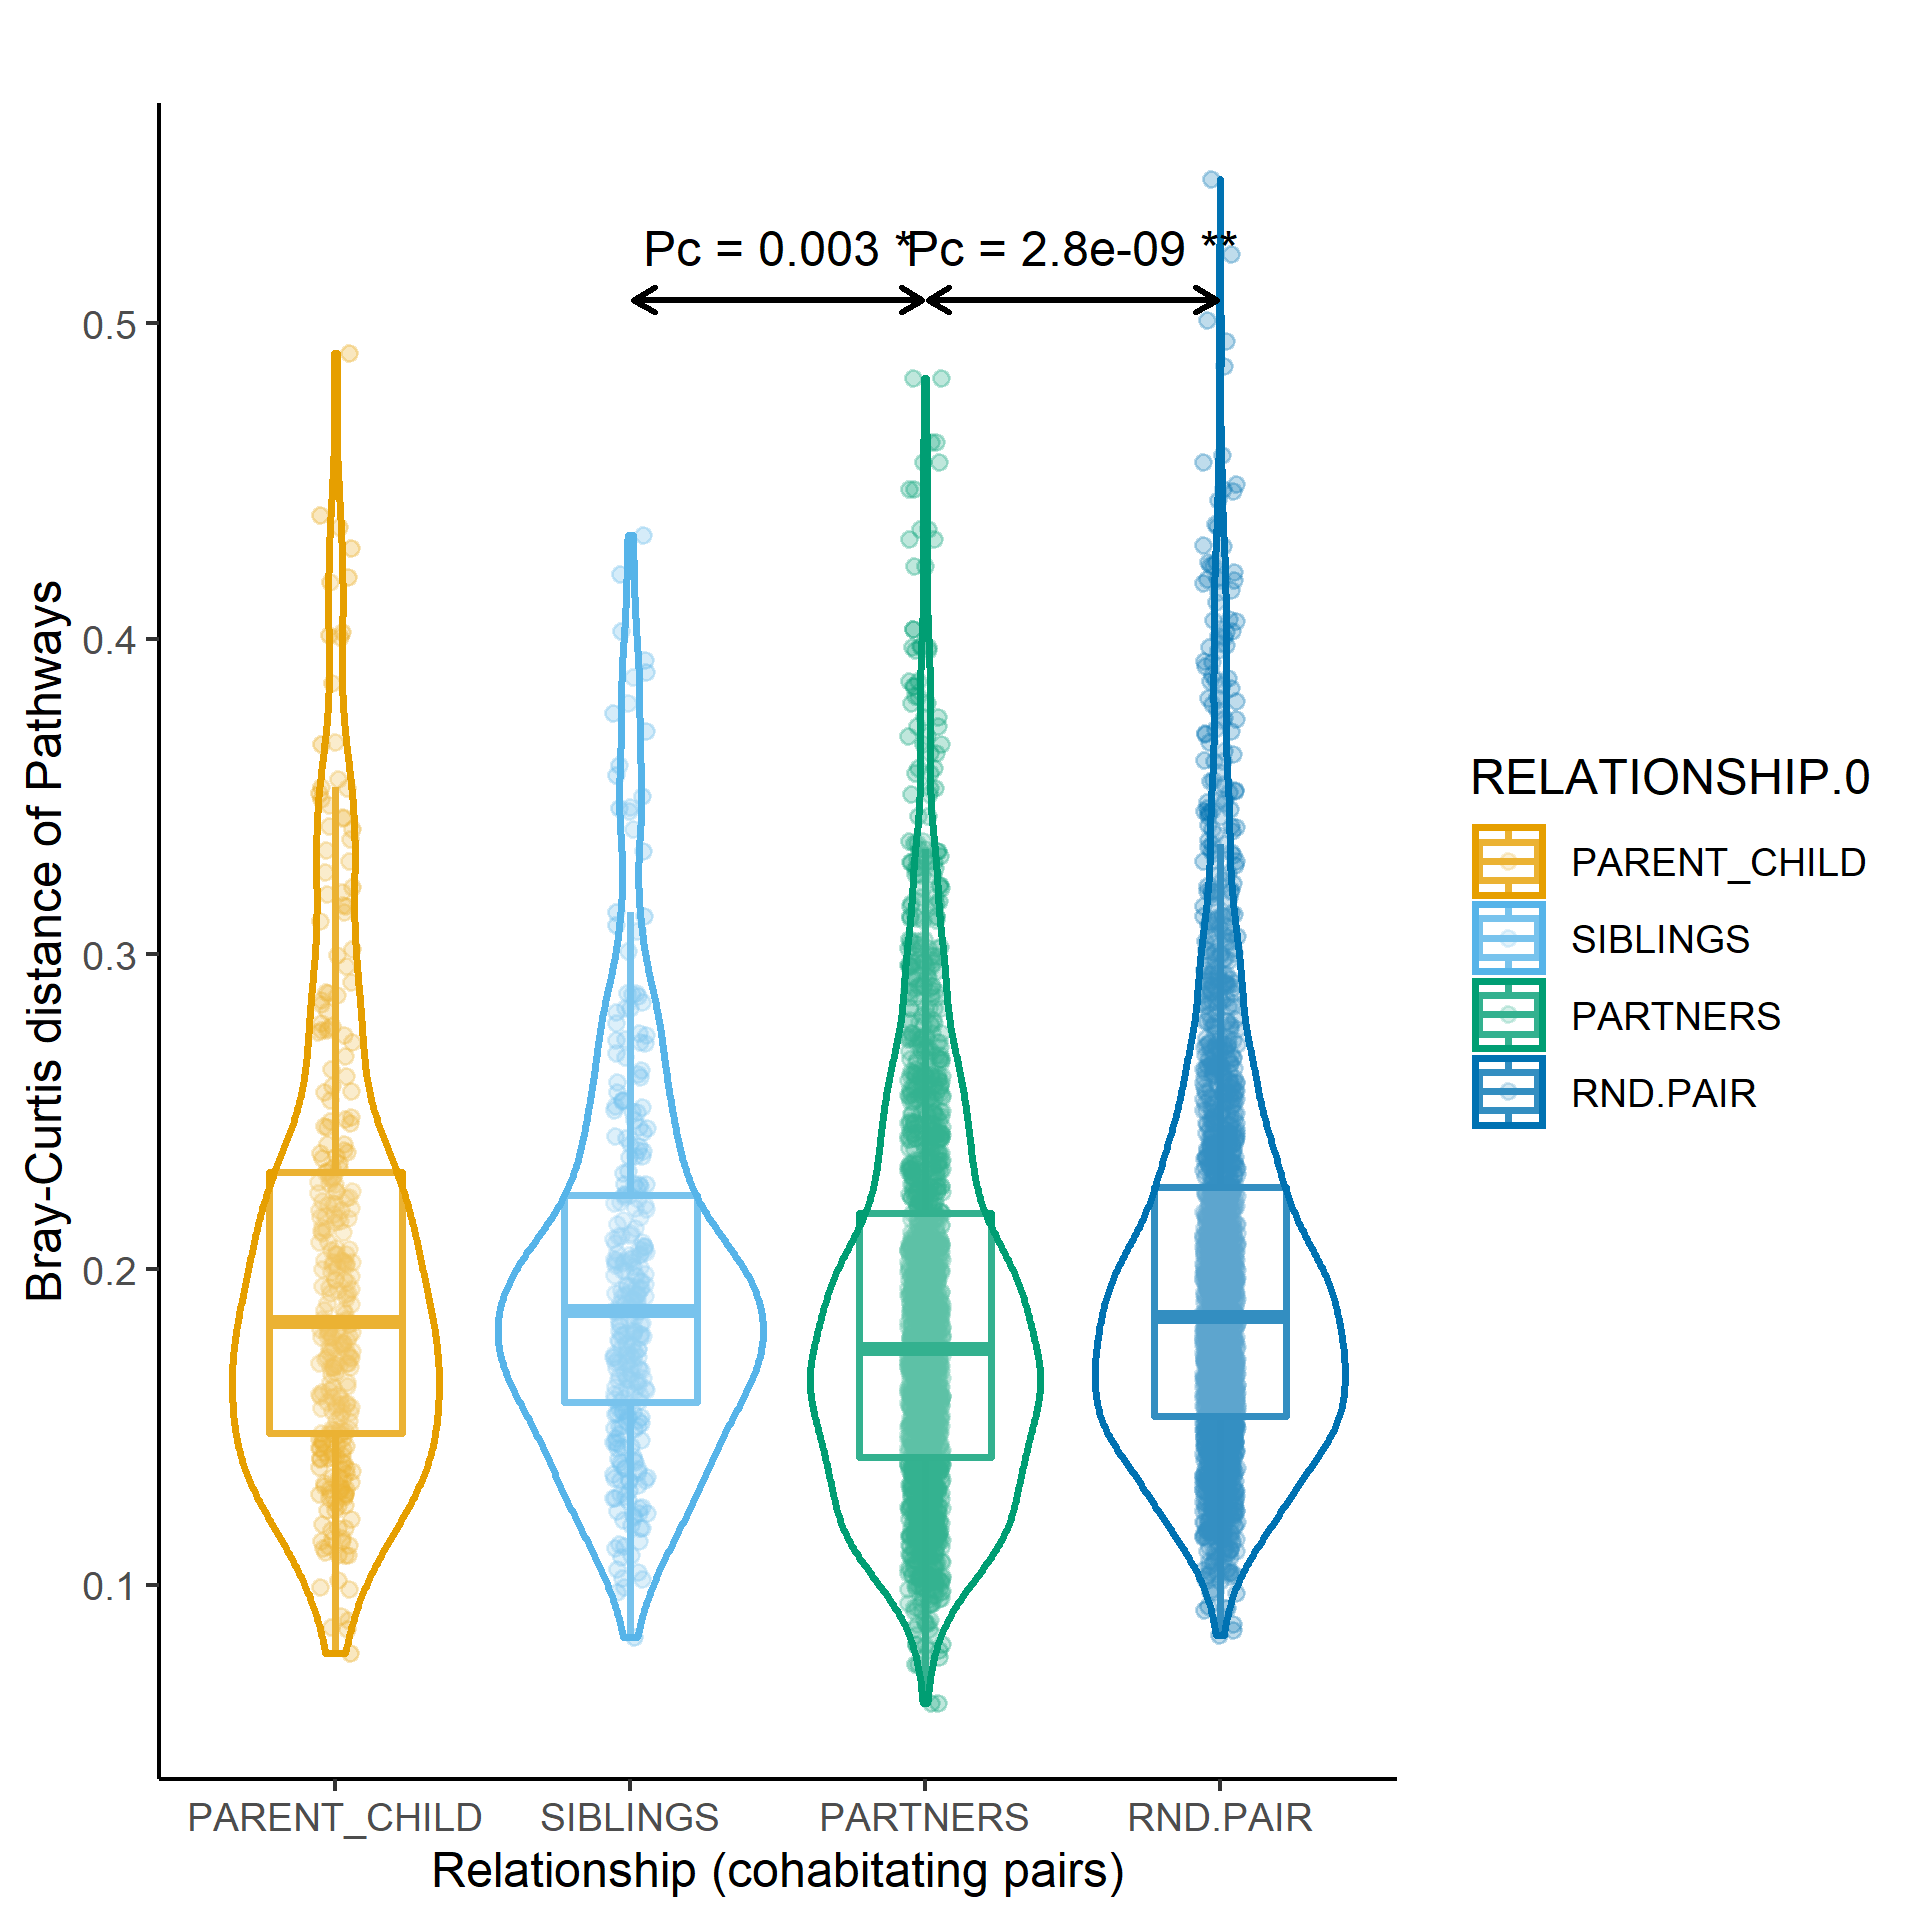 Pc = 0.003 *
Pc = 2.8e-09 **
Bray-Curtis distance of Pathways
0.5
0.4
0.3
0.2
0.1
PARENT_CHILD
SIBLINGS
PARTNERS
RND.PAIR
Relationship (cohabitating pairs)
RELATIONSHIP.0
PARENT_CHILD
SIBLINGS
PARTNERS
RND.PAIR